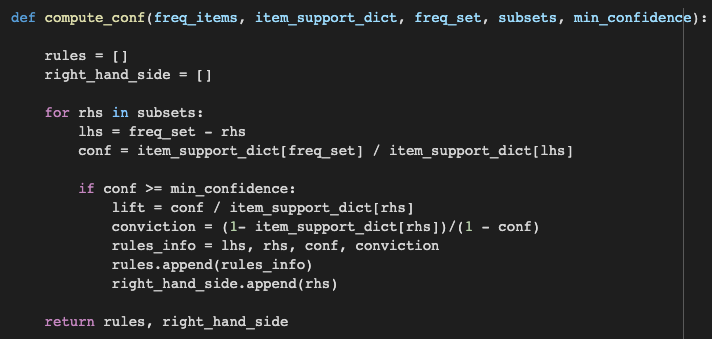 def compute_conf(freq_items, item_support_dict, freq_set, subsets, min_confidence):
rules = []
right_hand_side = []
for rhs in subsets:
lhs = freq_set - rhs
conf = item_support_dict[freq_set] / item_support_dict[lhs]
if conf >= min_confidence:
lift = conf / item_support_dict[rhs]
conviction = (1- item_support_dict[rhs])/(1 - conf)
rules_info = lhs, rhs, conf, conviction
rules.append(rules_info)
right_hand_side.append(rhs)
return rules, right_hand_side